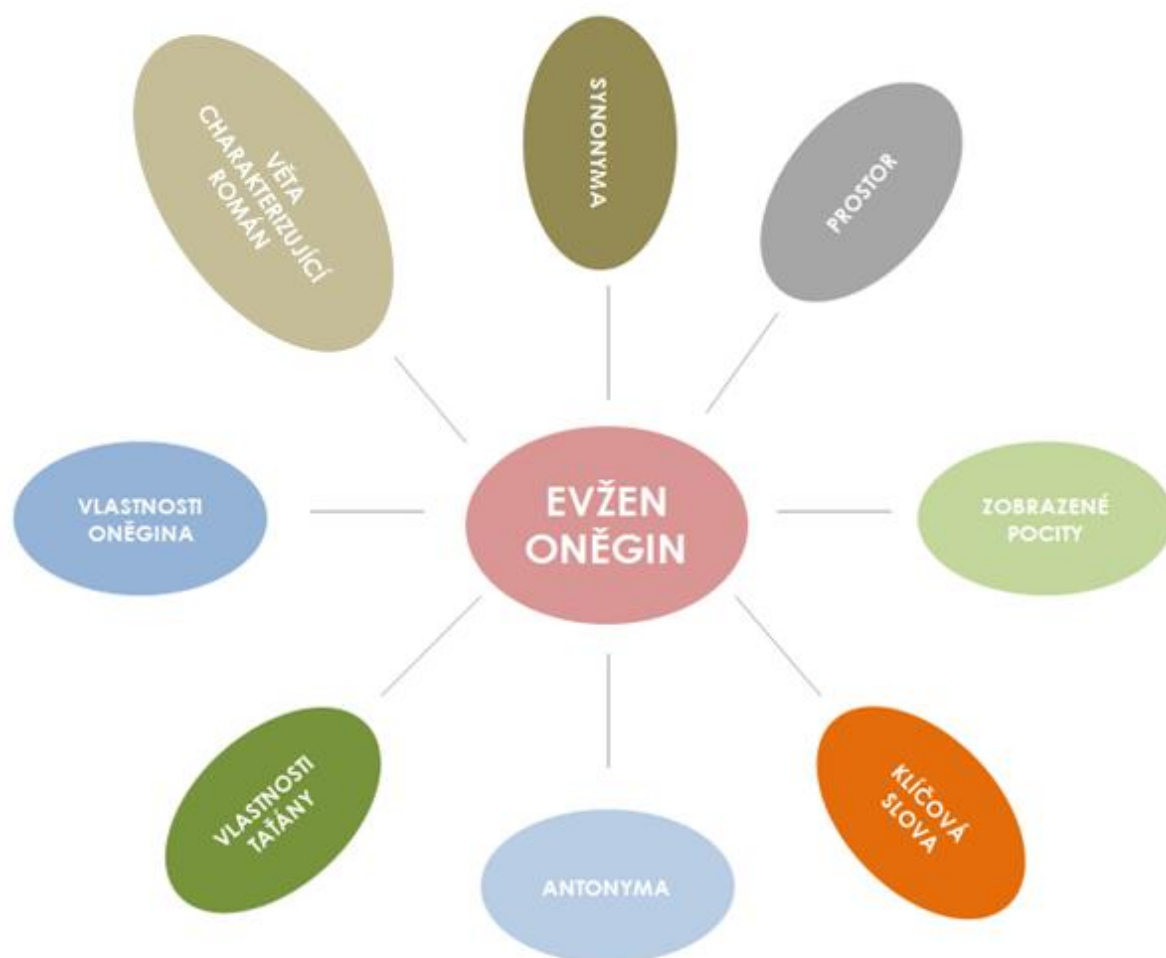 VĚTA
CHARAKTERIZUJÍCÍ
ROMÁN
SYNONYMA
PROSTOR
VLASTNOSTI
ONĚGINA
EVŽEN
ONĚGIN
ZOBRAZENÉ
POCITY
VLASTNOSTI
TAŤÁNY
ANTONYMA
KLÍČOVÁ
SLOVA